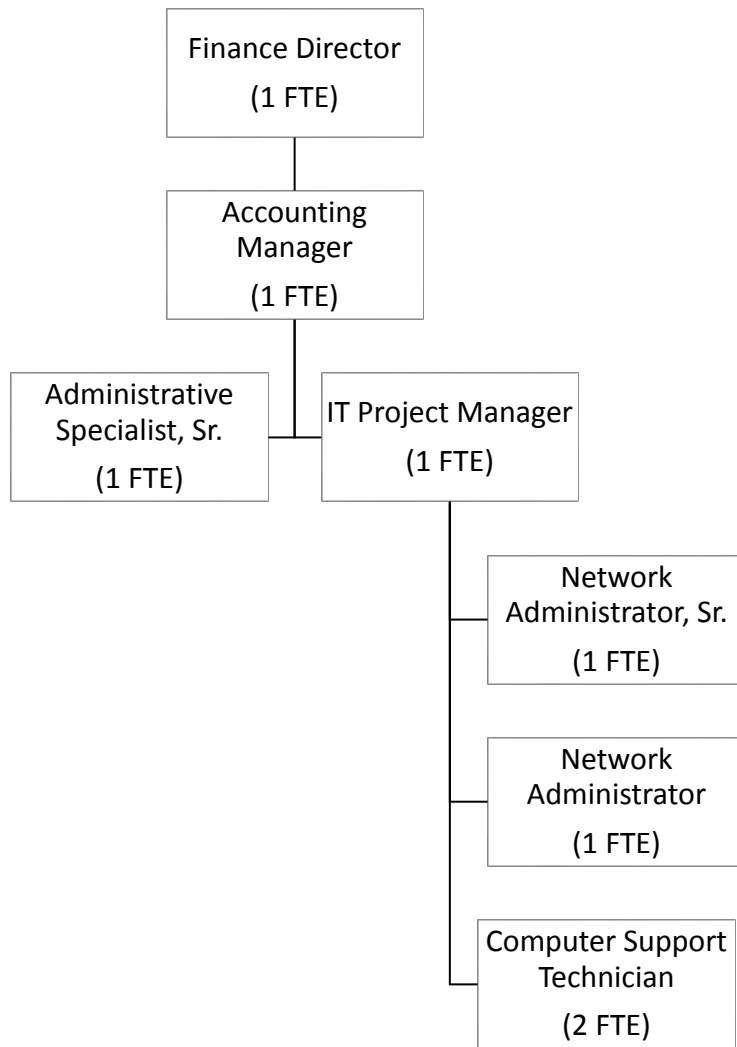 Finance Director
(1 FTE)
Accounting
Manager
(1 FTE)
Administrative
Specialist, Sr.
(1 FTE)
IT Project Manager
(1 FTE)
Network
Administrator, Sr.
(1 FTE)
Network
Administrator
(1 FTE)
Computer Support
Technician
(2 FTE)